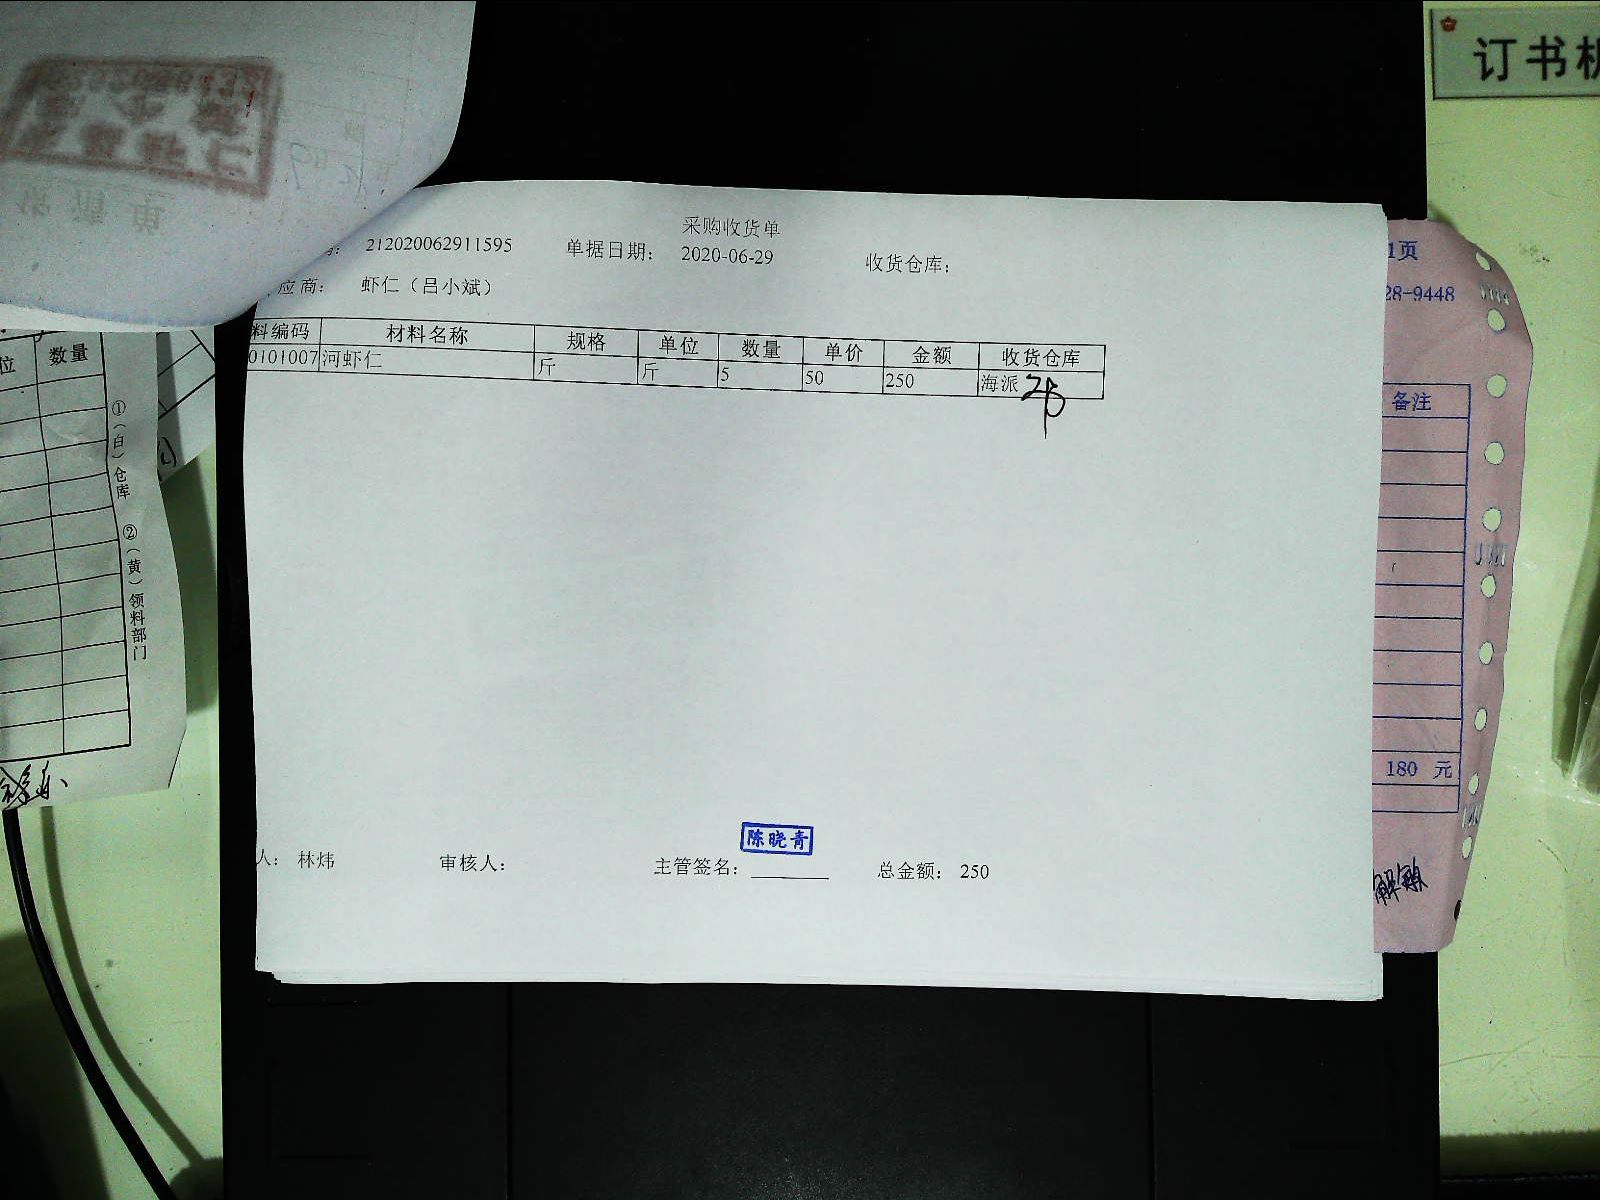 订书机
采购收货单
212020062911595 单据日期： 2020-06-29 收货仓库：
应商： 虾仁（吕小斌）
料编码 材料名称 规格 单位 数量 单价 金额 收货仓库
0101007 河虾仁 斤 斤 5 50 250 海派
陈晓青
人： 林炜 审核人： 主管签名： 总金额： 250
位 数量
①（白）仓库 ②（黄）领料部门
1页
28-9448
备注
180 元